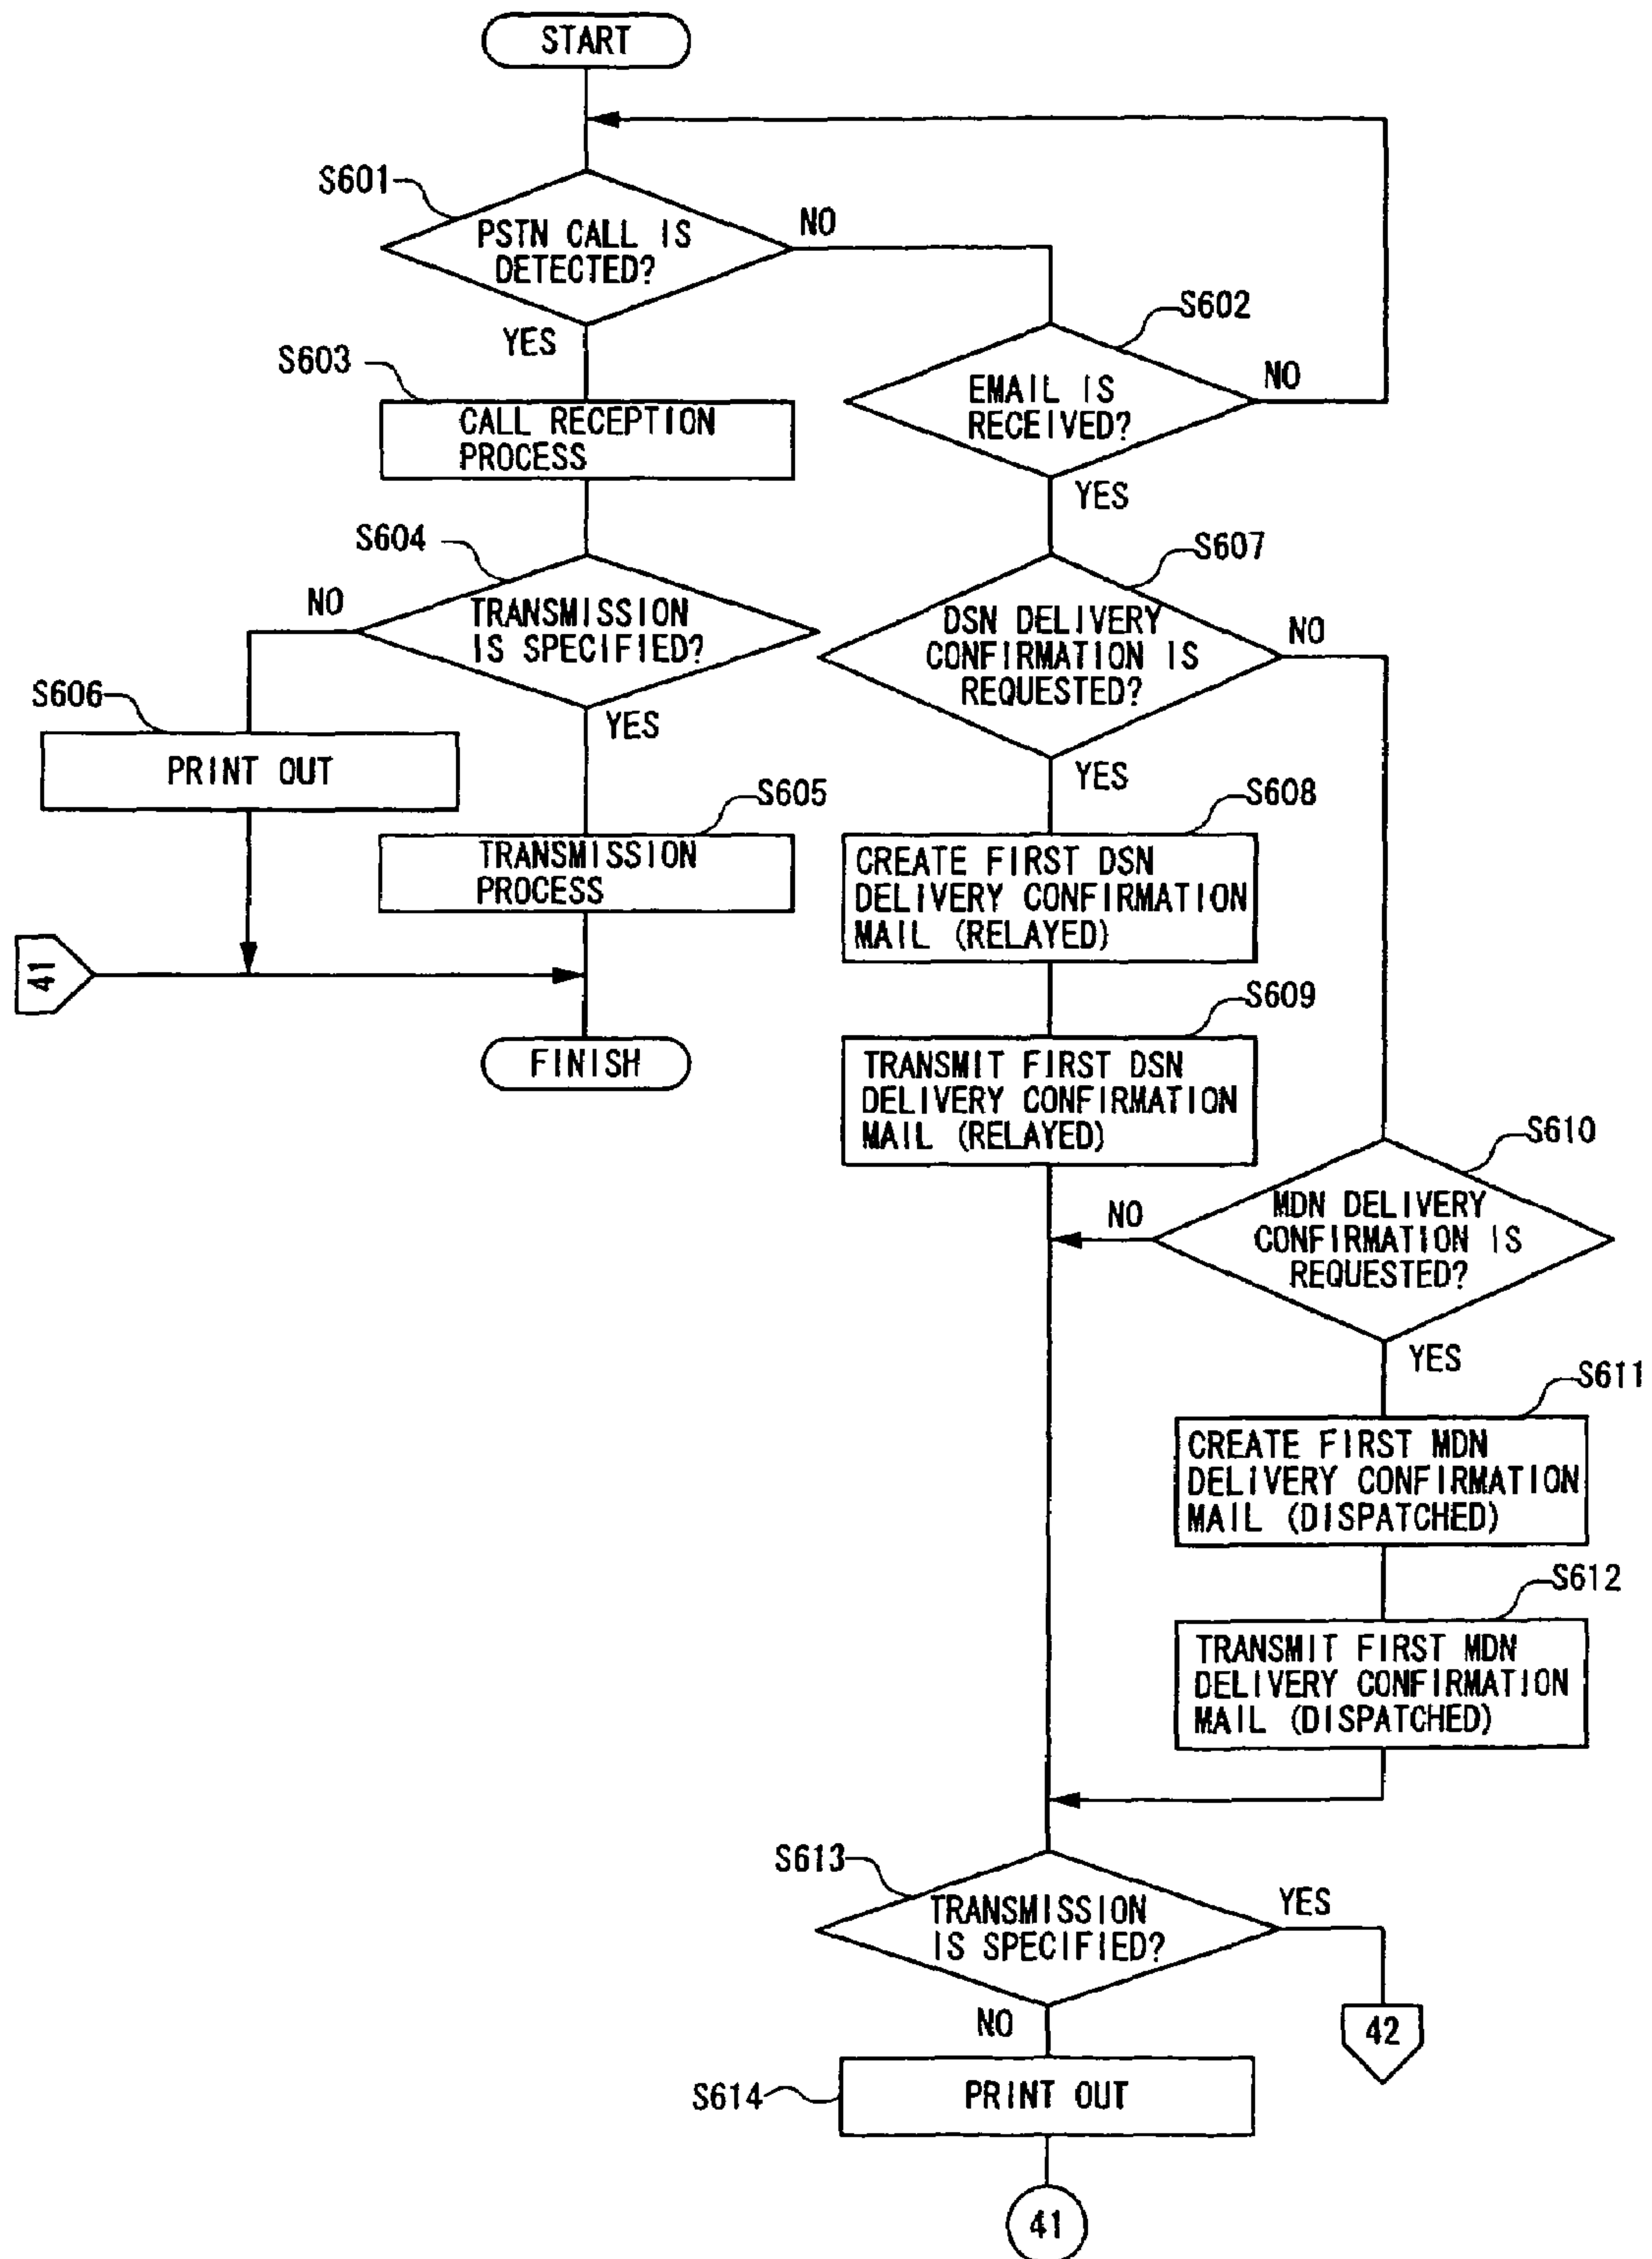 START
S601
PSTN CALL IS
DETECTED?
NO
YES
S602
EMAIL IS
RECEIVED?
NO
YES
S603
CALL RECEPTION
PROCESS
S604
TRANSMISSION
IS SPECIFIED?
NO
YES
S607
DSN DELIVERY
CONFIRMATION IS
REQUESTED?
NO
YES
S606
PRINT OUT
S605
TRANSMISSION
PROCESS
S608
CREATE FIRST DSN
DELIVERY CONFIRMATION
MAIL (RELAYED)
41
FINISH
S609
TRANSMIT FIRST DSN
DELIVERY CONFIRMATION
MAIL (RELAYED)
S610
MDN DELIVERY
CONFIRMATION IS
REQUESTED?
NO
YES
S611
CREATE FIRST MDN
DELIVERY CONFIRMATION
MAIL (DISPATCHED)
S612
TRANSMIT FIRST MDN
DELIVERY CONFIRMATION
MAIL (DISPATCHED)
S613
TRANSMISSION
IS SPECIFIED?
YES
NO
42
S614
PRINT OUT
41